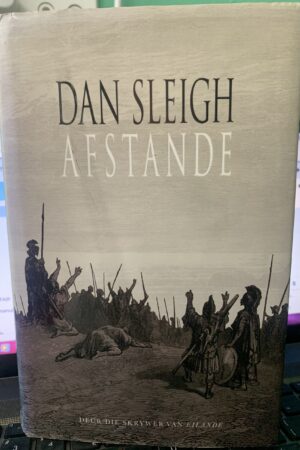 DAN SLEIGH
AFSTANDE
DEUR DIE SKRYWER VAN EILANDE